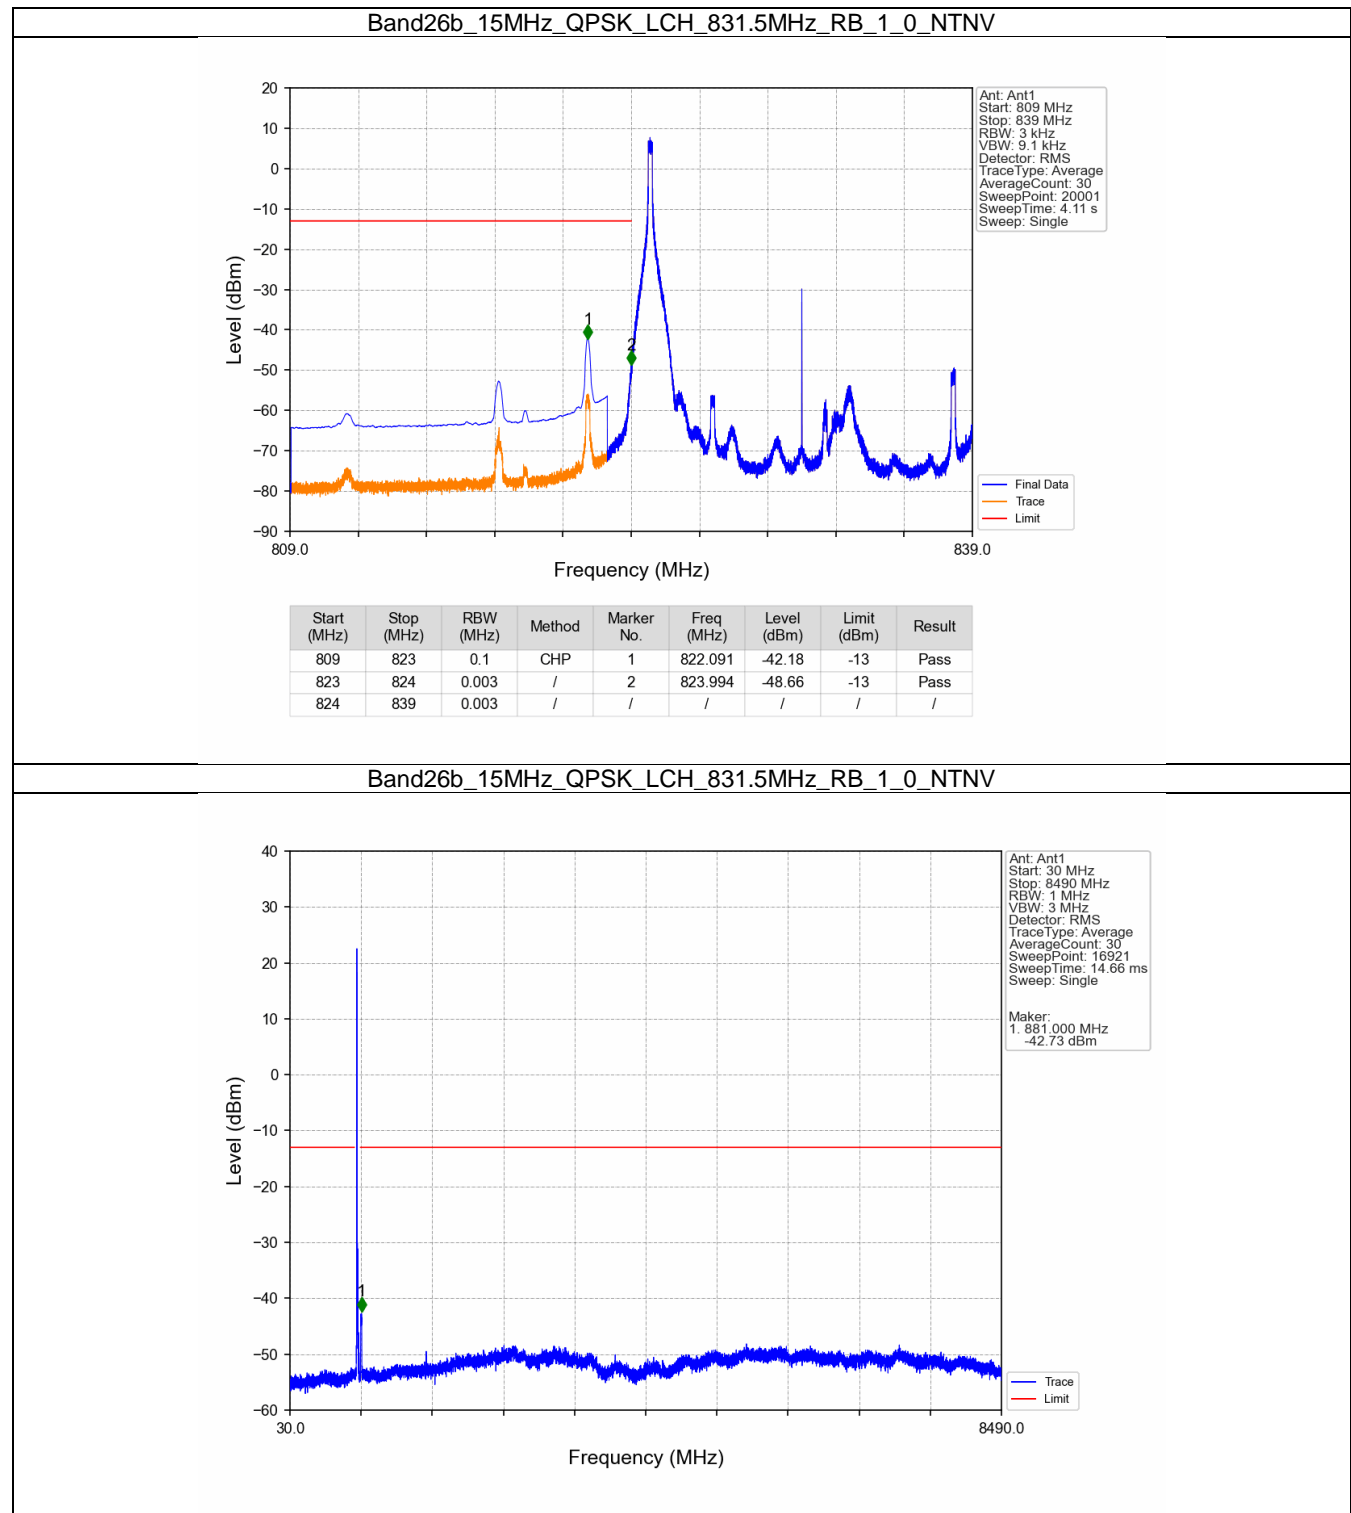 Band26b_15MHz_QPSK_LCH_831.5MHz_RB_1_0_NTNV
20
10
0
−10
−20
−30
−40
−50
−60
−70
−80
−90
Level (dBm)
1
2
809.0
839.0
Frequency (MHz)
Ant: Ant1
Start: 809 MHz
Stop: 839 MHz
RBW: 3 kHz
VBW: 9.1 kHz
Detector: RMS
TraceType: Average
AverageCount: 30
SweepPoint: 20001
SweepTime: 4.11 s
Sweep: Single
Final Data
Trace
Limit
Start (MHz) Stop (MHz) RBW (MHz) Method Marker No. Freq (MHz) Level (dBm) Limit (dBm) Result
809 823 0.1 CHP 1 822.091 -42.18 -13 Pass
823 824 0.003 / 2 823.994 -48.66 -13 Pass
824 839 0.003 / / / / / /
Band26b_15MHz_QPSK_LCH_831.5MHz_RB_1_0_NTNV
40
30
20
10
0
−10
−20
−30
−40
−50
−60
Level (dBm)
1
30.0
8490.0
Frequency (MHz)
Ant: Ant1
Start: 30 MHz
Stop: 8490 MHz
RBW: 1 MHz
VBW: 3 MHz
Detector: RMS
TraceType: Average
AverageCount: 30
SweepPoint: 16921
SweepTime: 14.66 ms
Sweep: Single
Maker:
1. 881.000 MHz
-42.73 dBm
Trace
Limit